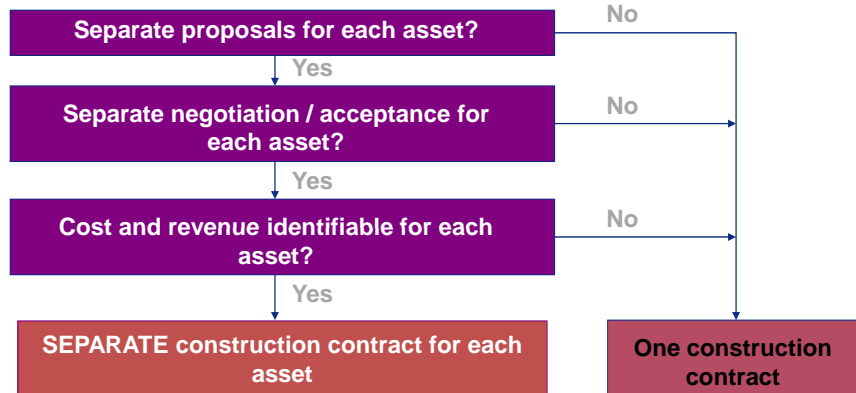 Separate proposals for each asset?
No
Yes
Separate negotiation / acceptance for
each asset?
No
Yes
Cost and revenue identifiable for each
asset?
No
Yes
SEPARATE construction contract for each
asset
One construction
contract